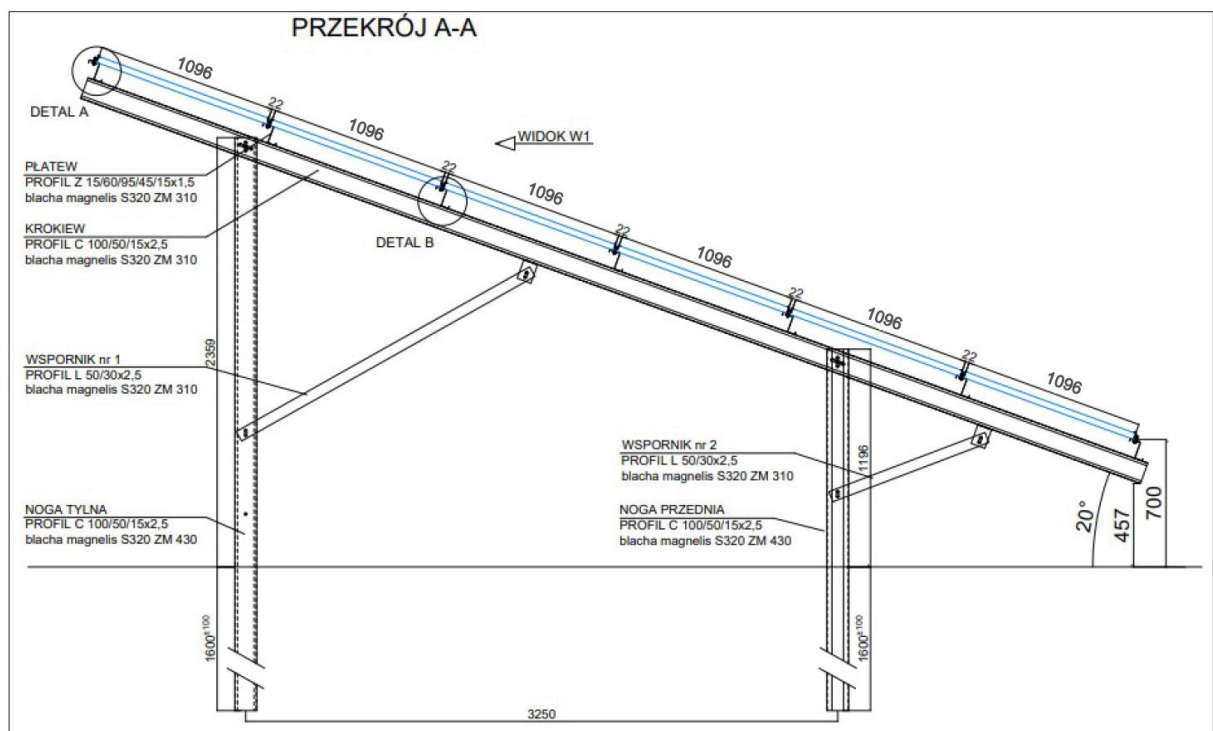 PRZEKRÓJ A-A
1096
DETAL A
22
1096
WIDOK W1
PŁATEW
PROFIL Z 15/60/95/45/15x1,5
blacha magnelis S320 ZM 310
22
1096
KROKIEW
PROFIL C 100/50/15x2,5
blacha magnelis S320 ZM 310
DETAL B
22
1096
22
1096
2359
WSPORNIK nr 1
PROFIL L 50/30x2,5
blacha magnelis S320 ZM 310
22
1096
WSPORNIK nr 2
PROFIL L 50/30x2,5
blacha magnelis S320 ZM 310
1196
NOGA TYLNA
PROFIL C 100/50/15x2,5
blacha magnelis S320 ZM 430
NOGA PRZEDNIA
PROFIL C 100/50/15x2,5
blacha magnelis S320 ZM 430
20°
457
700
1600±100
1600±100
3250